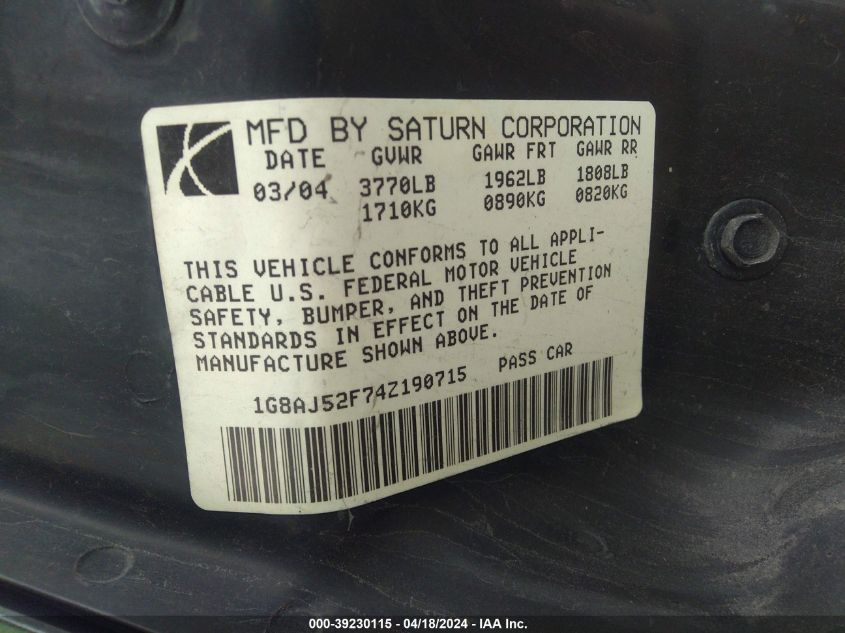 MFD BY SATURN CORPORATION
DATE GVWR GAWR FRT GAWR RR
03/04 3770LB 1962LB 1808LB
1710KG 0890KG 0820KG
THIS VEHICLE CONFORMS TO ALL APPLI-
CABLE U.S. FEDERAL MOTOR VEHICLE
SAFETY, BUMPER, AND THEFT PREVENTION
STANDARDS IN EFFECT ON THE DATE OF
MANUFACTURE SHOWN ABOVE.
1G8AJ52F74Z190715 PASS CAR
000-39230115 - 04/18/2024 - IAA Inc.